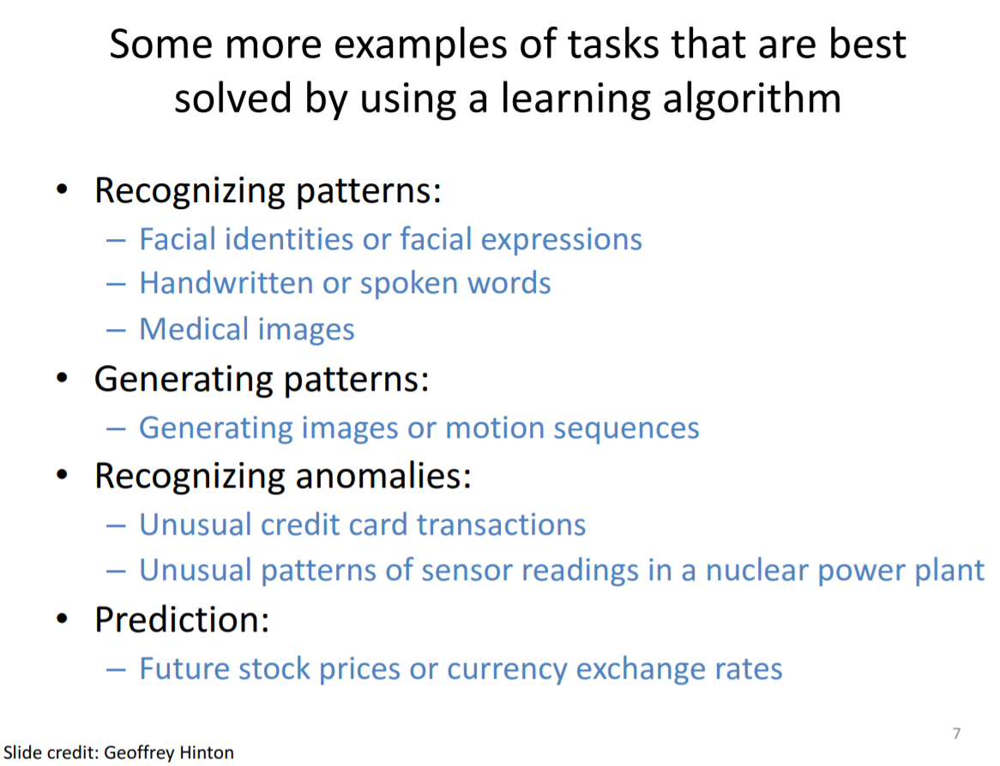 Some more examples of tasks that are best
solved by using a learning algorithm
• Recognizing patterns:
– Facial identities or facial expressions
– Handwritten or spoken words
– Medical images
• Generating patterns:
– Generating images or motion sequences
• Recognizing anomalies:
– Unusual credit card transactions
– Unusual patterns of sensor readings in a nuclear power plant
• Prediction:
– Future stock prices or currency exchange rates
7
Slide credit: Geoffrey Hinton